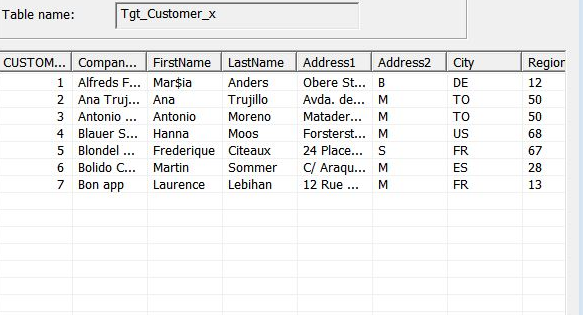 Table name: Tgt_Customer_x
CUSTOM... Compan... FirstName LastName Address1 Address2 City Region
1 Alfreds F... Mar$ia Anders Obere St... B DE 12
2 Ana Truj... Ana Trujillo Avda. de... M TO 50
3 Antonio ... Antonio Moreno Matader... M TO 50
4 Blauer S... Hanna Moos Forsterst... M US 68
5 Blondel ... Frederique Citeaux 24 Place... S FR 67
6 Bolido C... Martin Sommer C/ Araqu... M ES 28
7 Bon app Laurence Lebihan 12 Rue ... M FR 13